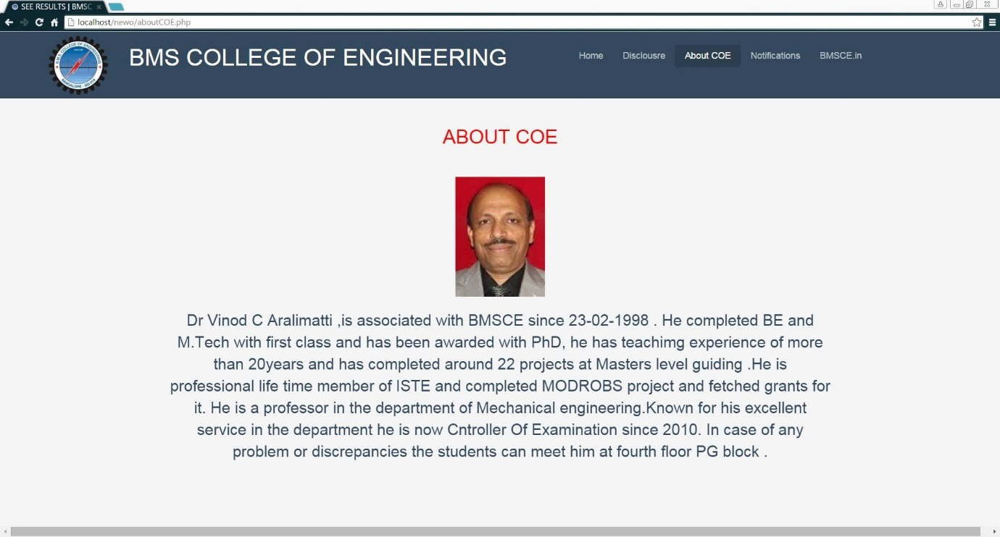 SEE RESULTS | BMSC
localhost/newo/aboutCOE.php
B.M.S. COLLEGE OF ENGINEERING
BMS COLLEGE OF ENGINEERING
Home
Disclousre
About COE
Notifications
BMSCE.in
ABOUT COE
Dr Vinod C Aralimatti ,is associated with BMSCE since 23-02-1998 . He completed BE and
M.Tech with first class and has been awarded with PhD, he has teachimg experience of more
than 20years and has completed around 22 projects at Masters level guiding .He is
professional life time member of ISTE and completed MODROBS project and fetched grants for
it. He is a professor in the department of Mechanical engineering.Known for his excellent
service in the department he is now Cntroller Of Examination since 2010. In case of any
problem or discrepancies the students can meet him at fourth floor PG block .